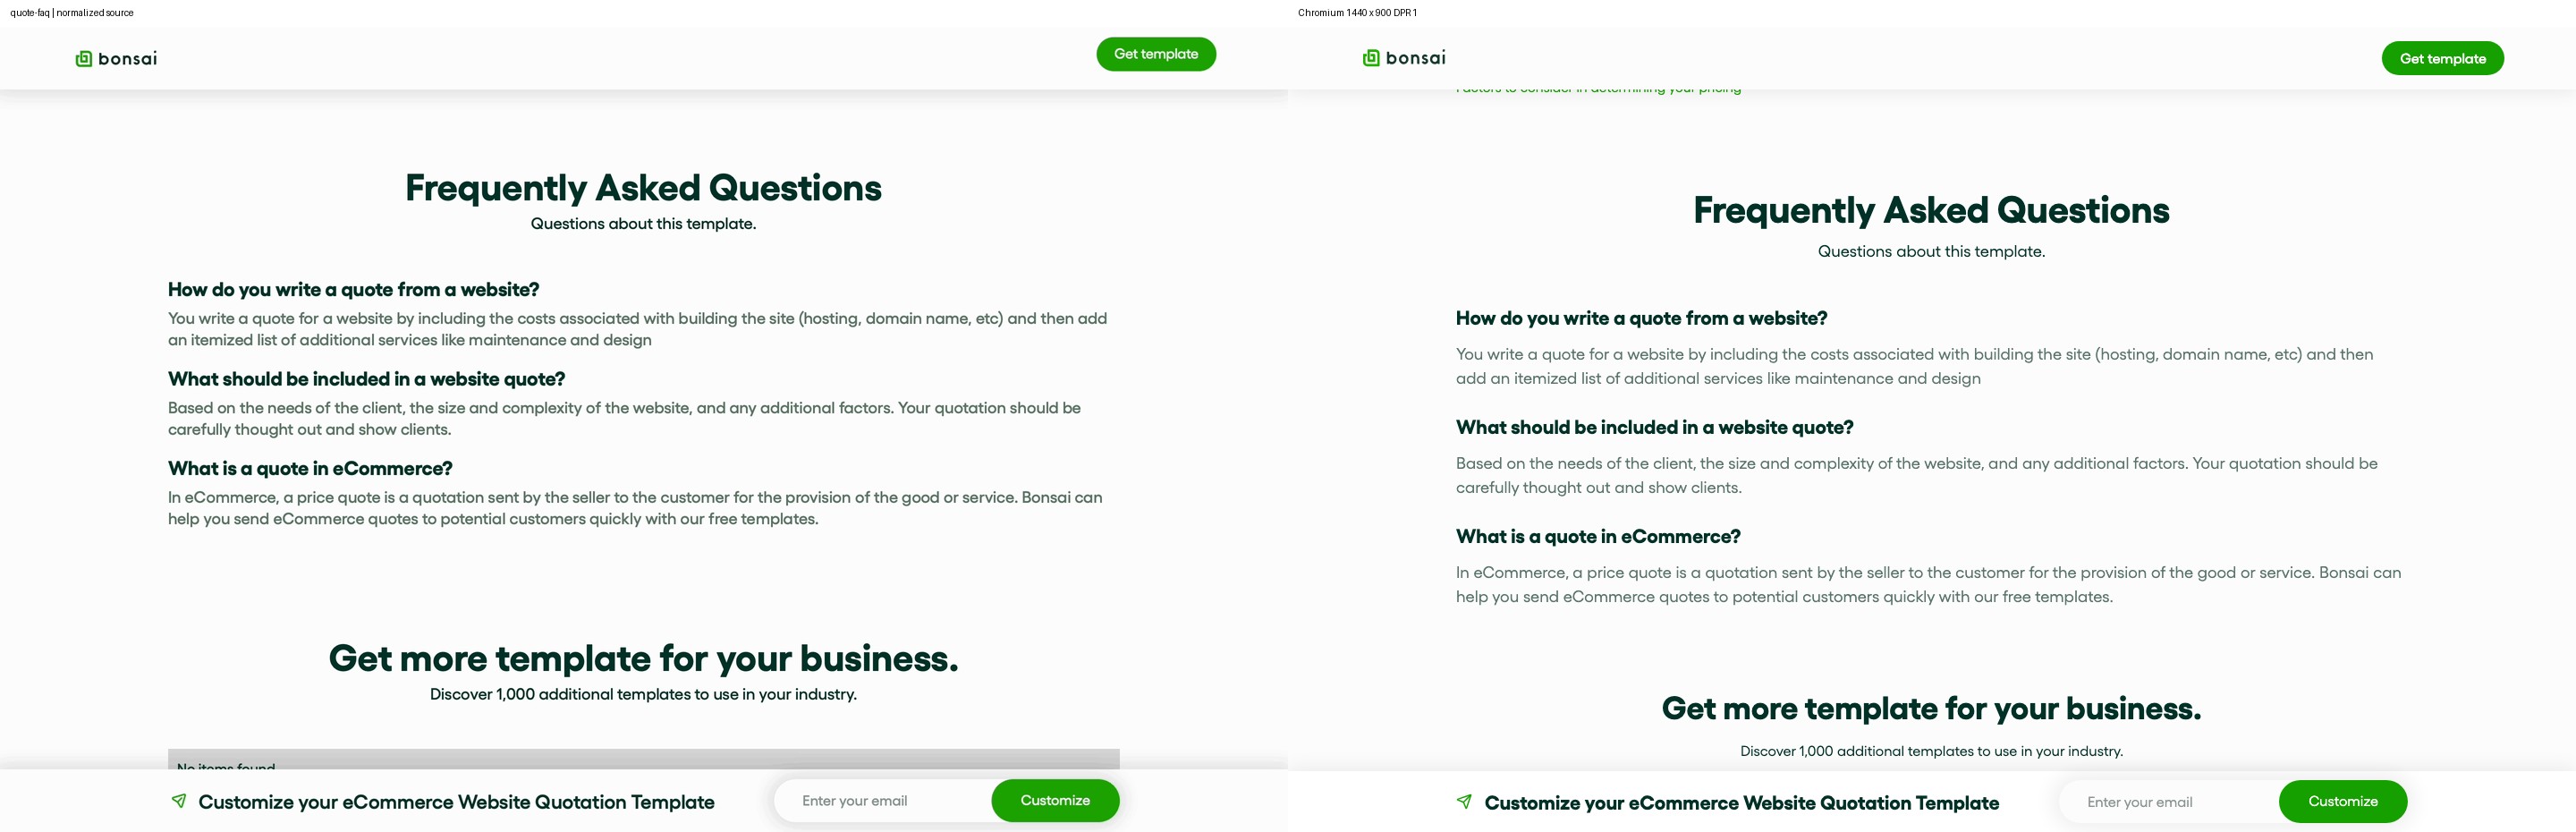 quote-faq | normalized source
bonsai
Get template
Frequently Asked Questions
Questions about this template.
How do you write a quote from a website?
You write a quote for a website by including the costs associated with building the site (hosting, domain name, etc) and then add
an itemized list of additional services like maintenance and design
What should be included in a website quote?
Based on the needs of the client, the size and complexity of the website, and any additional factors. Your quotation should be
carefully thought out and show clients.
What is a quote in eCommerce?
In eCommerce, a price quote is a quotation sent by the seller to the customer for the provision of the good or service. Bonsai can
help you send eCommerce quotes to potential customers quickly with our free templates.
Get more template for your business.
Discover 1,000 additional templates to use in your industry.
No items found
Customize your eCommerce Website Quotation Template
Enter your email
Customize
Chromium 1440 x 900 DPR 1
bonsai
Get template
Factors to consider in determining your pricing
Frequently Asked Questions
Questions about this template.
How do you write a quote from a website?
You write a quote for a website by including the costs associated with building the site (hosting, domain name, etc) and then
add an itemized list of additional services like maintenance and design
What should be included in a website quote?
Based on the needs of the client, the size and complexity of the website, and any additional factors. Your quotation should be
carefully thought out and show clients.
What is a quote in eCommerce?
In eCommerce, a price quote is a quotation sent by the seller to the customer for the provision of the good or service. Bonsai can
help you send eCommerce quotes to potential customers quickly with our free templates.
Get more template for your business.
Discover 1,000 additional templates to use in your industry.
Customize your eCommerce Website Quotation Template
Enter your email
Customize